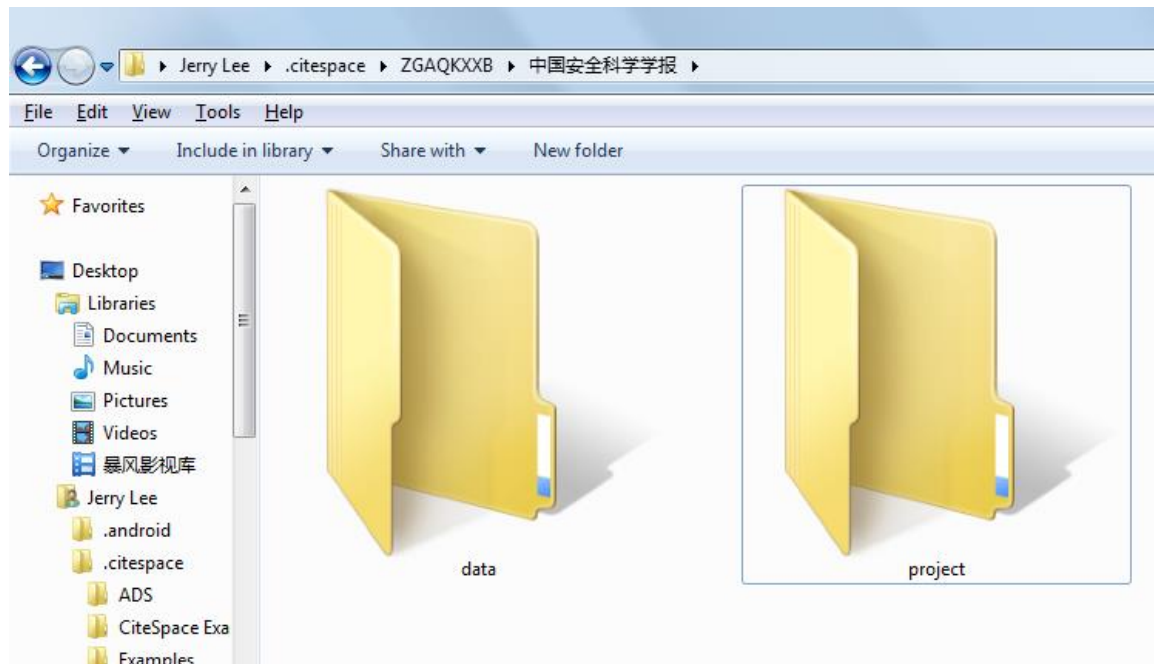 Jerry Lee ▸ .citespace ▸ ZGAQKXXB ▸ 中国安全科学学报 ▸
File Edit View Tools Help
Organize Include in library Share with New folder
Favorites
Desktop
Libraries
Documents
Music
Pictures
Videos
暴风影视库
Jerry Lee
.android
.citespace
ADS
CiteSpace Exa
Examples
data
project